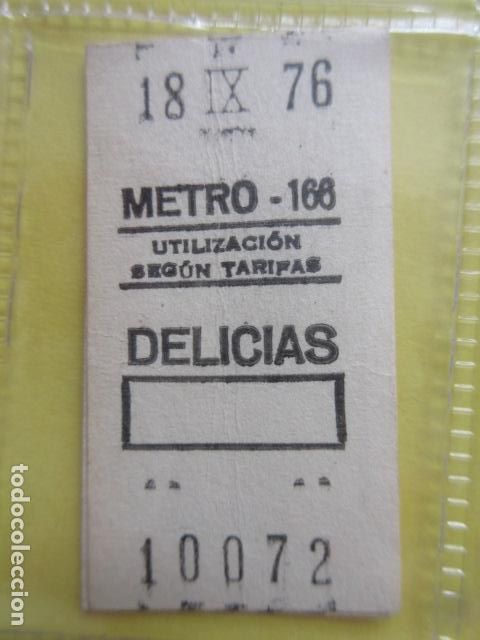 18 IX 76
METRO - 166
UTILIZACIÓN
SEGÚN TARIFAS
DELICIAS
10072
todocoleccion